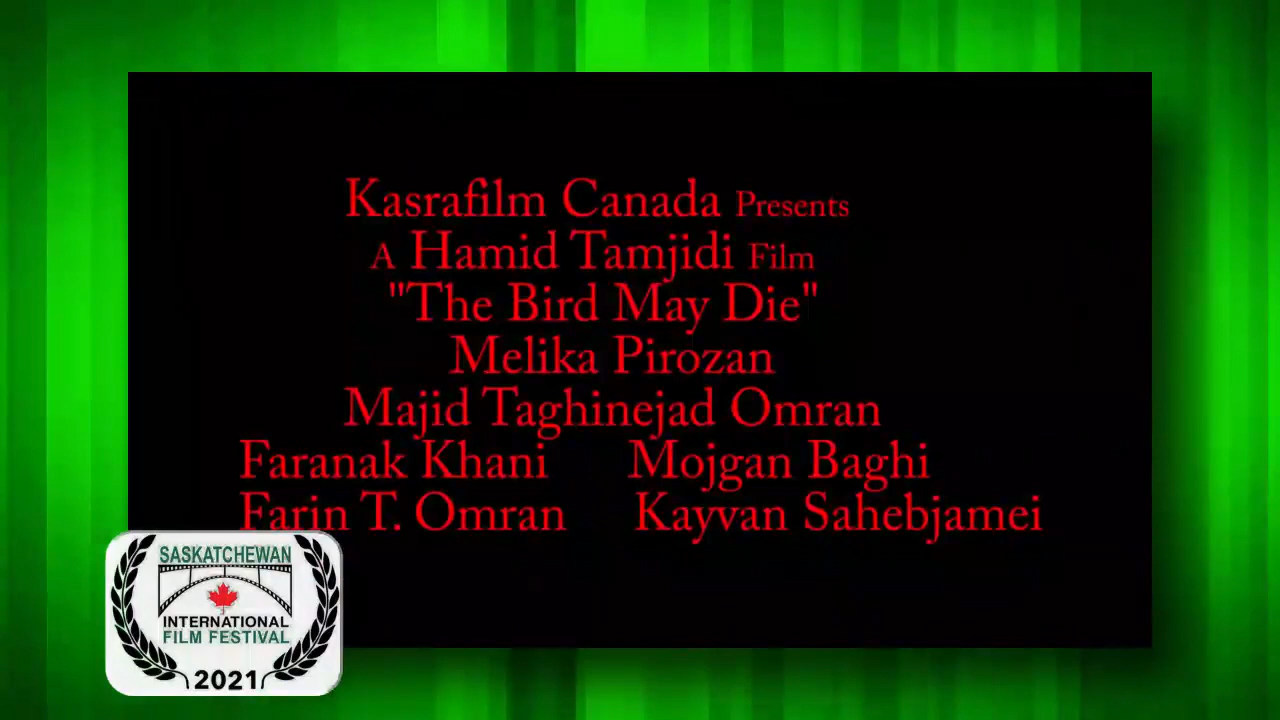 Kasrafilm Canada Presents
A Hamid Tamjidi Film
"The Bird May Die"
Melika Pirozan
Majid Taghinejad Omran
Faranak Khani Mojgan Baghi
Farin T. Omran Kayvan Sahebjamei
SASKATCHEWAN
INTERNATIONAL
FILM FESTIVAL
2021